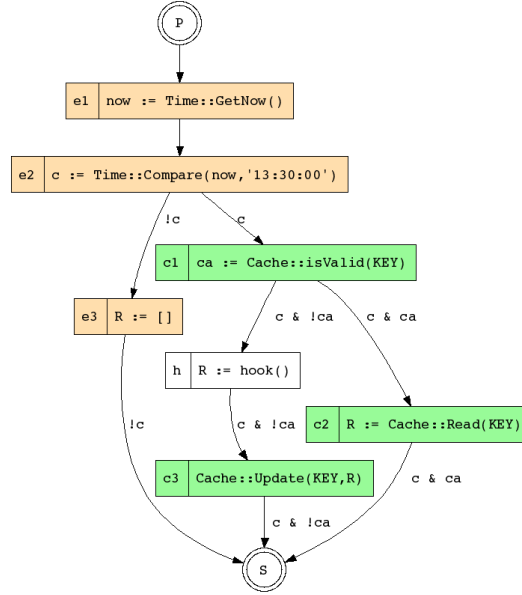 P
e1 now := Time::GetNow()
e2 c := Time::Compare(now,'13:30:00')
!c
c
c1 ca := Cache::isValid(KEY)
e3 R := []
c & !ca
c & ca
h R := hook()
!c
c & !ca
c2 R := Cache::Read(KEY)
c3 Cache::Update(KEY,R)
c & ca
c & !ca
S